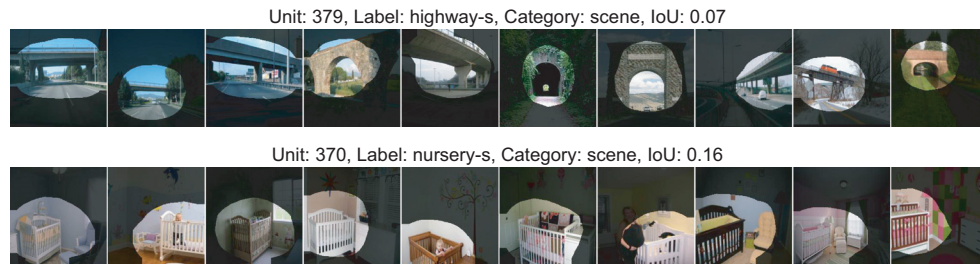 Unit: 379, Label: highway-s, Category: scene, IoU: 0.07
Unit: 370, Label: nursery-s, Category: scene, IoU: 0.16